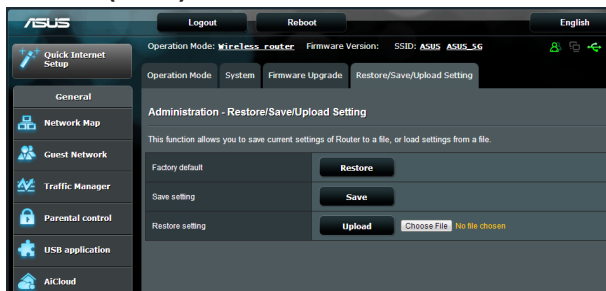 ASUS
Logout Reboot English
Quick Internet Setup
Operation Mode: Wireless router Firmware Version: SSID: ASUS ASUS_5G
Operation Mode System Firmware Upgrade Restore/Save/Upload Setting
General
Network Map
Guest Network
Traffic Manager
Parental control
USB application
AiCloud
Administration - Restore/Save/Upload Setting
This function allows you to save current settings of Router to a file, or load settings from a file.
Factory default Restore
Save setting Save
Restore setting Upload Choose File No file chosen